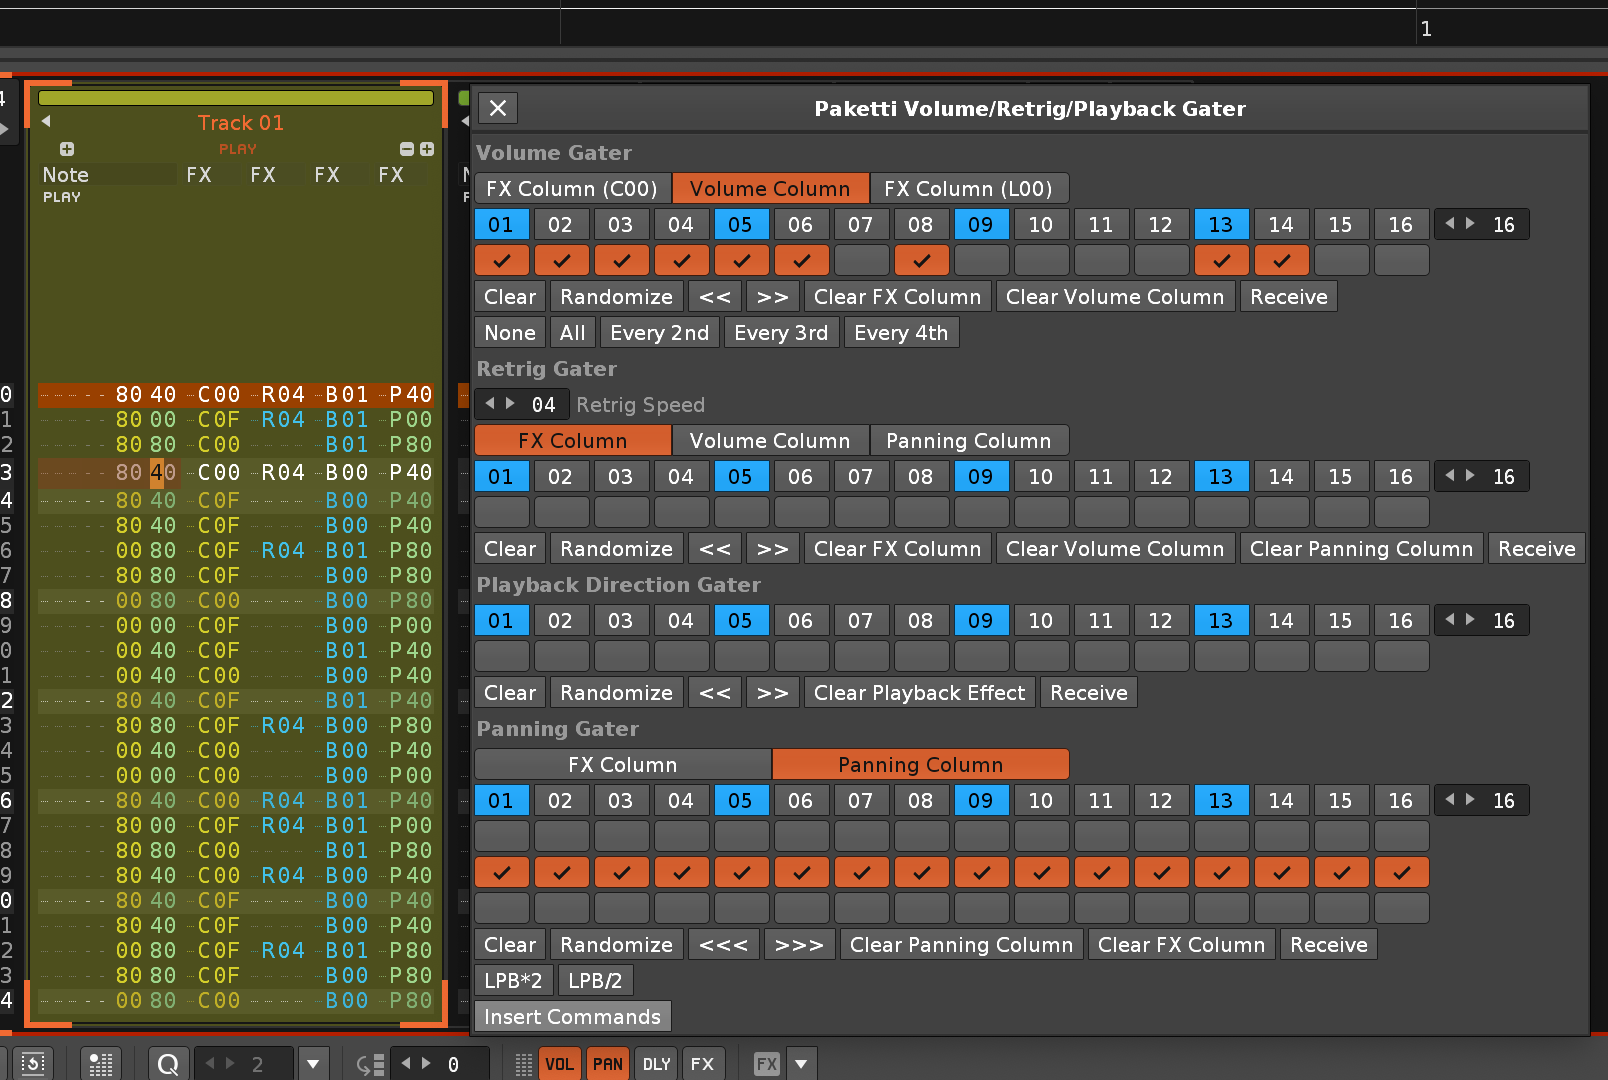 1
4
Track 01
PLAY
Note FX FX FX FX
PLAY
0 80 40 C00 R04 B01 P40
1 80 00 C0F R04 B01 P00
2 80 80 C00 B01 P80
3 80 40 C00 R04 B00 P40
4 80 40 C0F B00 P40
5 80 40 C0F B00 P40
6 00 80 C0F R04 B01 P80
7 80 80 C0F B00 P80
8 00 80 C00 B00 P80
9 00 00 C0F B00 P00
0 00 40 C0F B01 P40
1 00 40 C0F B00 P40
2 80 40 C0F B01 P40
3 80 80 C0F R04 B00 P80
4 00 40 C00 B00 P40
5 00 00 C0F B00 P00
6 80 40 C00 R04 B01 P40
7 80 00 C0F R04 B01 P00
8 80 80 C00 B01 P80
9 80 40 C00 R04 B00 P40
0 80 40 C0F B00 P40
1 80 40 C0F B00 P40
2 00 80 C0F R04 B01 P80
3 80 80 C0F B00 P80
4 00 80 C00 B00 P80
Paketti Volume/Retrig/Playback Gater
Volume Gater
FX Column (C00) Volume Column FX Column (L00)
01 02 03 04 05 06 07 08 09 10 11 12 13 14 15 16 16
Clear Randomize << >> Clear FX Column Clear Volume Column Receive
None All Every 2nd Every 3rd Every 4th
Retrig Gater
04 Retrig Speed
FX Column Volume Column Panning Column
01 02 03 04 05 06 07 08 09 10 11 12 13 14 15 16 16
Clear Randomize << >> Clear FX Column Clear Volume Column Clear Panning Column Receive
Playback Direction Gater
01 02 03 04 05 06 07 08 09 10 11 12 13 14 15 16 16
Clear Randomize << >> Clear Playback Effect Receive
Panning Gater
FX Column Panning Column
01 02 03 04 05 06 07 08 09 10 11 12 13 14 15 16 16
Clear Randomize <<< >>> Clear Panning Column Clear FX Column Receive
LPB*2 LPB/2
Insert Commands
Q 2 0 VOL PAN DLY FX FX